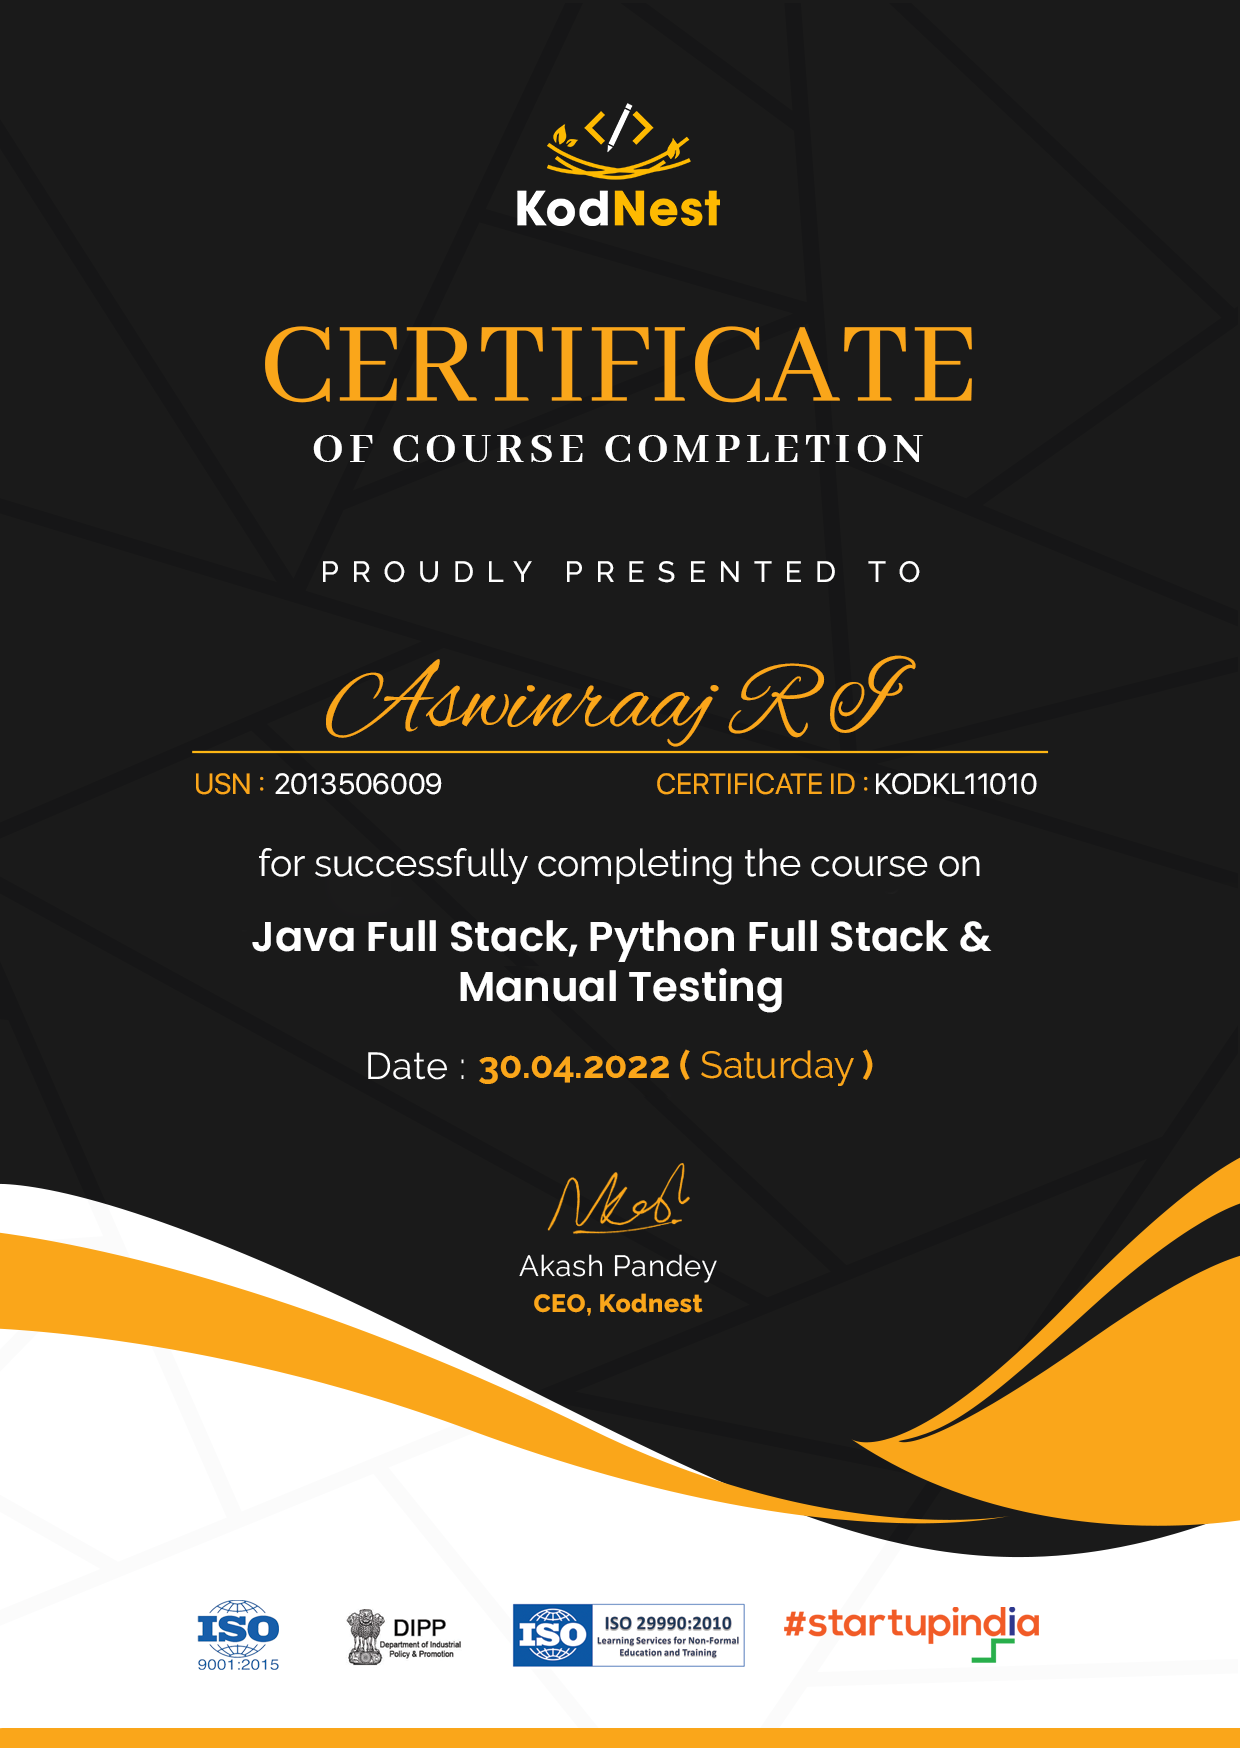 KodNest
CERTIFICATE
OF COURSE COMPLETION
PROUDLY PRESENTED TO
Aswinraaj R I
USN : 2013506009
CERTIFICATE ID : KODKL11010
for successfully completing the course on
Java Full Stack, Python Full Stack &
Manual Testing
Date : 30.04.2022 ( Saturday )
Akash Pandey
CEO, Kodnest
ISO
9001:2015
DIPP
Department of Industrial
Policy & Promotion
ISO
ISO 29990:2010
Learning Services for Non-Formal
Education and Training
#startupindia